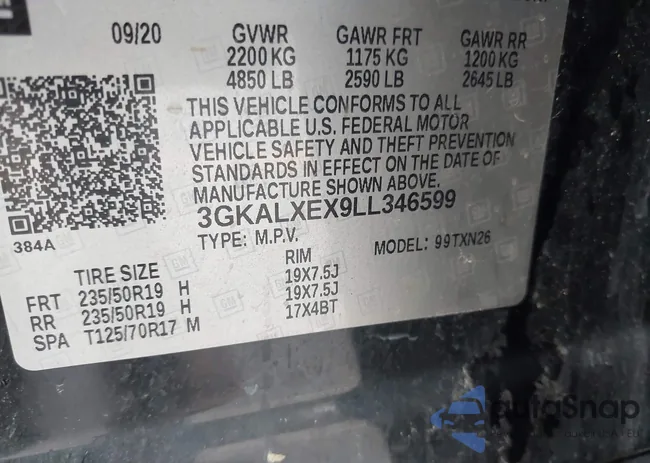 GM
09/20
GVWR
2200 KG
4850 LB
GAWR FRT
1175 KG
2590 LB
GAWR RR
1200 KG
2645 LB
THIS VEHICLE CONFORMS TO ALL
APPLICABLE U.S. FEDERAL MOTOR
VEHICLE SAFETY AND THEFT PREVENTION
STANDARDS IN EFFECT ON THE DATE OF
MANUFACTURE SHOWN ABOVE.
384A
3GKALXEX9LL346599
TYPE: M.P.V.
MODEL: 99TXN26
TIRE SIZE
RIM
FRT 235/50R19 H 19X7.5J
RR 235/50R19 H 19X7.5J
SPA T125/70R17 M 17X4BT
autoSnap